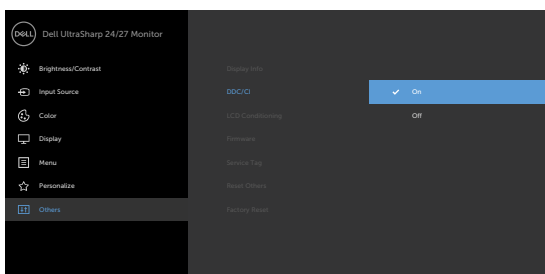 DELL Dell UltraSharp 24/27 Monitor
Brightness/Contrast
Input Source
Color
Display
Menu
Personalize
Others
Display Info
DDC/CI
LCD Conditioning
Firmware
Service Tag
Reset Others
Factory Reset
On
Off